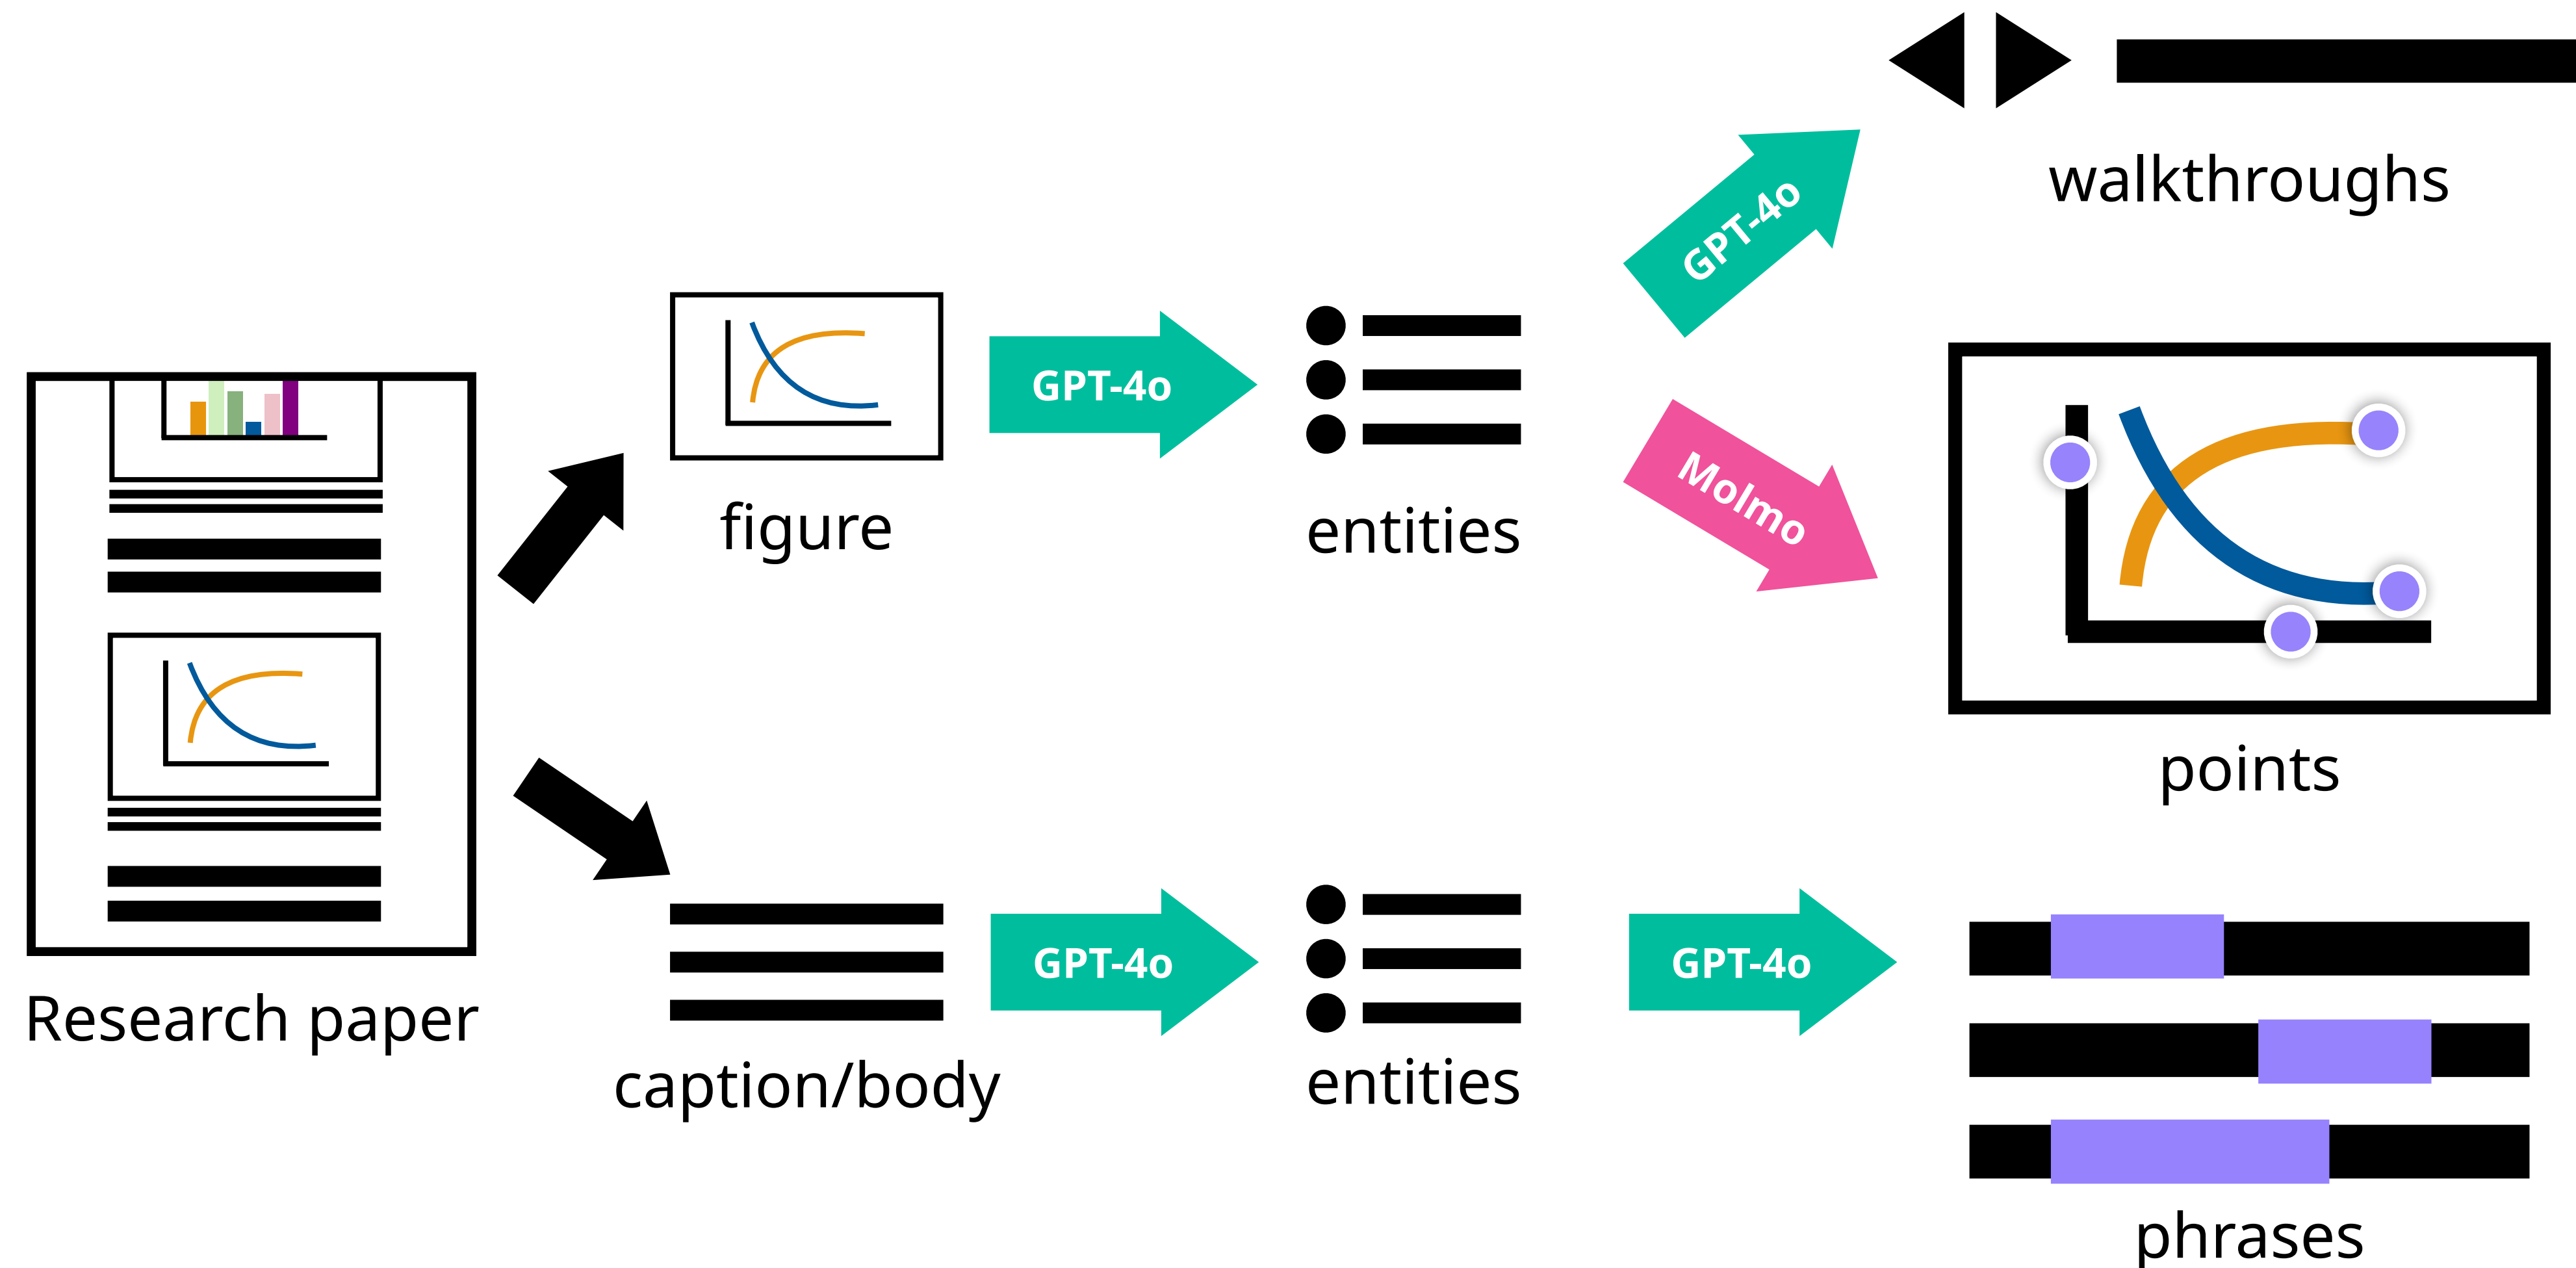 Research paper
figure
caption/body
GPT-4o
GPT-4o
entities
entities
GPT-4o
Molmo
GPT-4o
walkthroughs
points
phrases